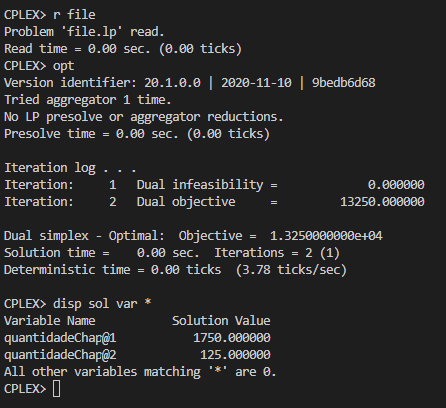 CPLEX> r file
Problem 'file.lp' read.
Read time = 0.00 sec. (0.00 ticks)
CPLEX> opt
Version identifier: 20.1.0.0 | 2020-11-10 | 9bedb6d68
Tried aggregator 1 time.
No LP presolve or aggregator reductions.
Presolve time = 0.00 sec. (0.00 ticks)

Iteration log . . .
Iteration:     1   Dual infeasibility =             0.000000
Iteration:     2   Dual objective     =         13250.000000

Dual simplex - Optimal:  Objective =  1.3250000000e+04
Solution time =    0.00 sec.  Iterations = 2 (1)
Deterministic time = 0.00 ticks  (3.78 ticks/sec)

CPLEX> disp sol var *
Variable Name           Solution Value
quantidadeChap@1           1750.000000
quantidadeChap@2            125.000000
All other variables matching '*' are 0.
CPLEX>